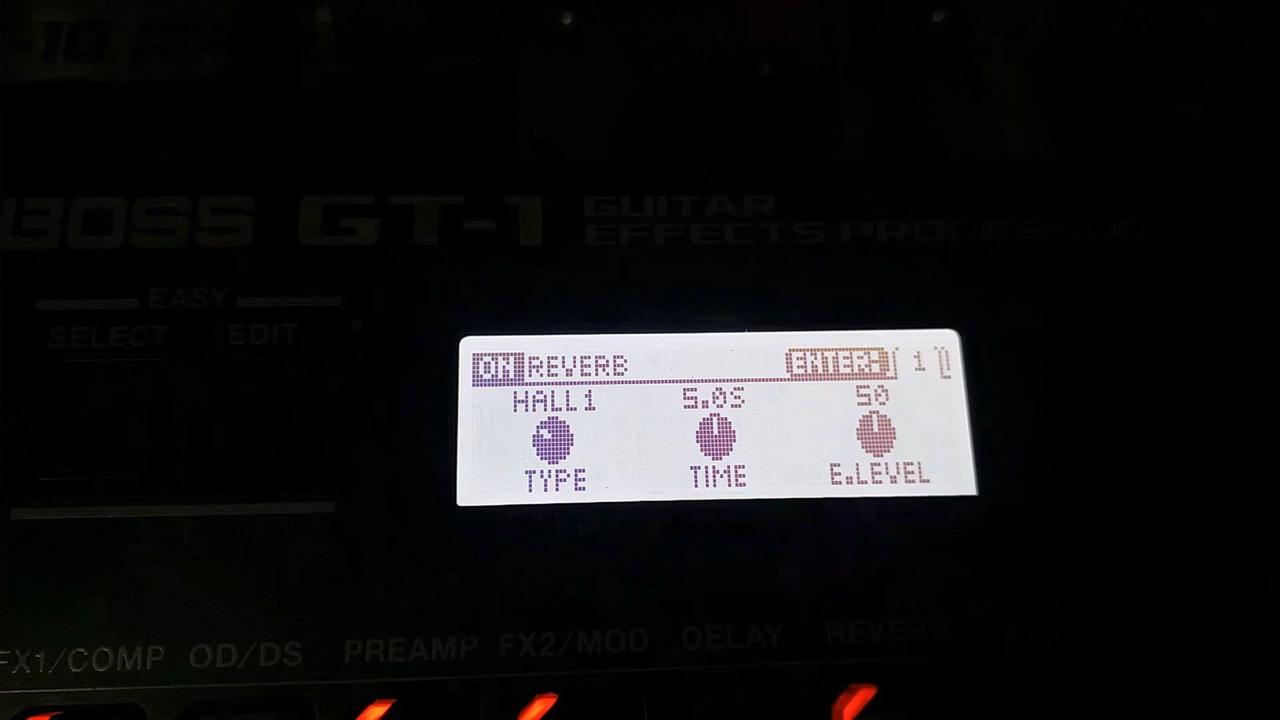 -10
BOSS GT-1 GUITAR
EFFECTS PROCESSOR
EASY
SELECT EDIT
ON REVERB ENTER
HALL1 5.0S 50
TYPE TIME E.LEVEL
FX1/COMP OD/DS PREAMP FX2/MOD DELAY REVERB